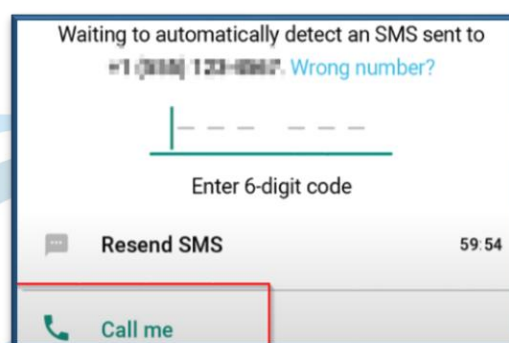 Waiting to automatically detect an SMS sent to
Wrong number?
Enter 6-digit code
Resend SMS 59:54
Call me